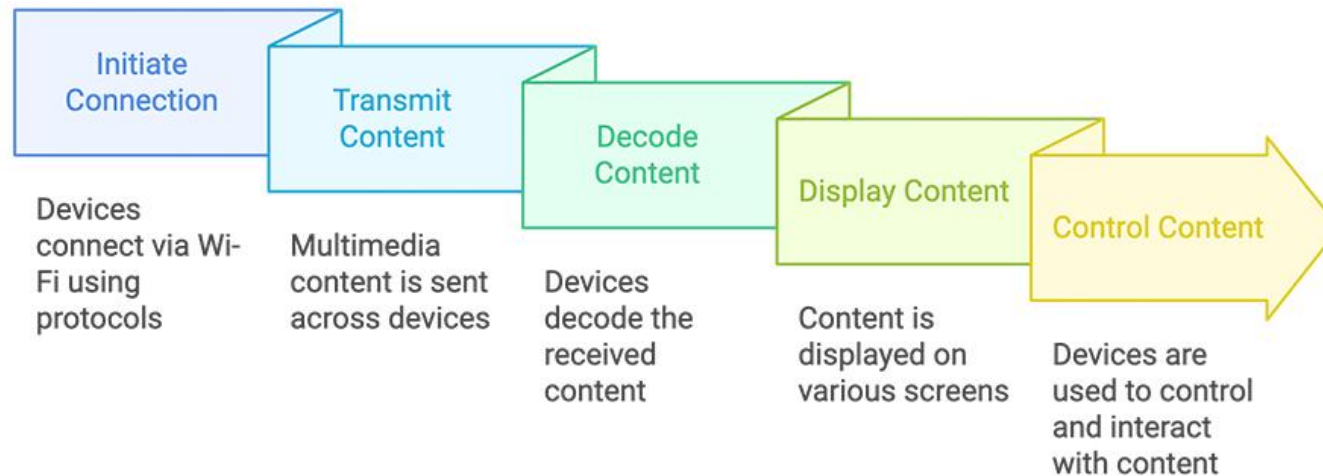 Initiate
Connection
Devices
connect via Wi-
Fi using
protocols
Transmit
Content
Multimedia
content is sent
across devices
Decode
Content
Devices
decode the
received
content
Display Content
Content is
displayed on
various screens
Control Content
Devices are
used to control
and interact
with content